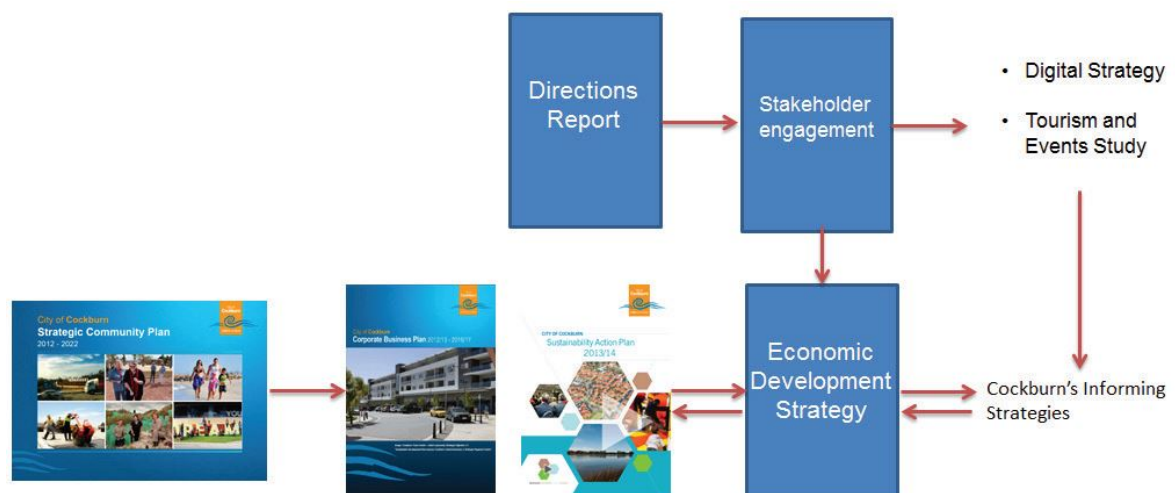 Directions
Report
Stakeholder
engagement
• Digital Strategy
• Tourism and
Events Study
City of Cockburn
Strategic Community Plan
2012 - 2022
City of Cockburn
Corporate Business Plan 2012/13 - 2016/17
CITY OF COCKBURN
Sustainability Action Plan
2013/14
Economic
Development
Strategy
Cockburn's Informing
Strategies